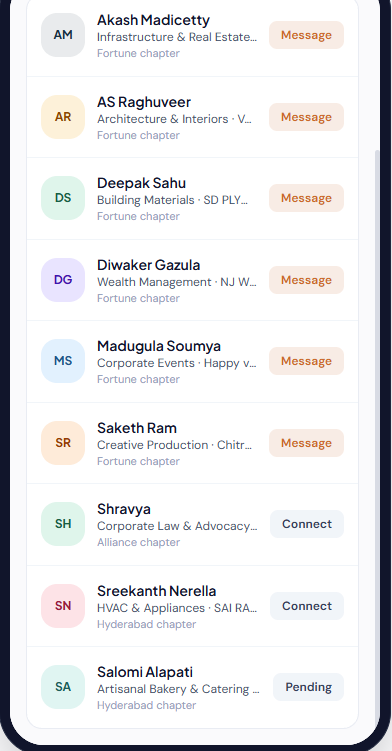 AM
Akash Madicetty
Infrastructure & Real Estate...
Fortune chapter
Message
AR
AS Raghuveer
Architecture & Interiors · V...
Fortune chapter
Message
DS
Deepak Sahu
Building Materials · SD PLY...
Fortune chapter
Message
DG
Diwaker Gazula
Wealth Management · NJ W...
Fortune chapter
Message
MS
Madugula Soumya
Corporate Events · Happy v...
Fortune chapter
Message
SR
Saketh Ram
Creative Production · Chitr...
Fortune chapter
Message
SH
Shravya
Corporate Law & Advocacy...
Alliance chapter
Connect
SN
Sreekanth Nerella
HVAC & Appliances · SAI RA...
Hyderabad chapter
Connect
SA
Salomi Alapati
Artisanal Bakery & Catering ...
Hyderabad chapter
Pending